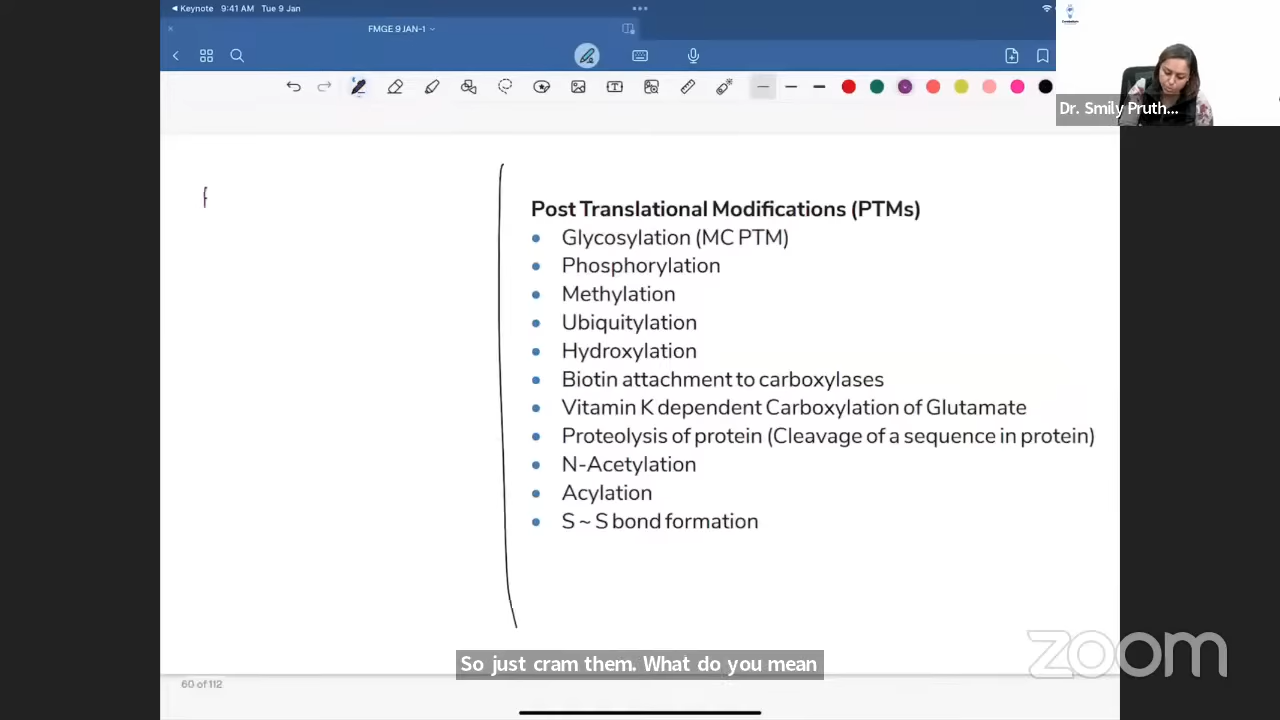 Keynote 9:41 AM Tue 9 Jan
FMGE 9 JAN-1
Dr. Smily Pruth...
Post Translational Modifications (PTMs)
• Glycosylation (MC PTM)
• Phosphorylation
• Methylation
• Ubiquitylation
• Hydroxylation
• Biotin attachment to carboxylases
• Vitamin K dependent Carboxylation of Glutamate
• Proteolysis of protein (Cleavage of a sequence in protein)
• N-Acetylation
• Acylation
• S ~ S bond formation
So just cram them. What do you mean
zoom
60 of 112